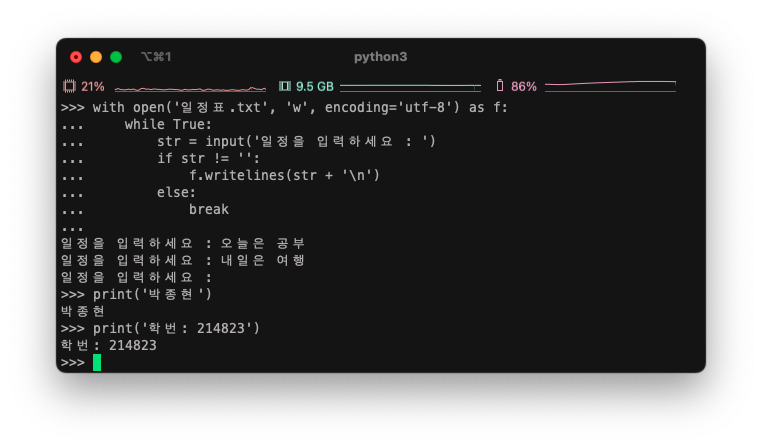 ⌥⌘1 python3
21% 9.5 GB 86%
>>> with open('일정표.txt', 'w', encoding='utf-8') as f:
...     while True:
...         str = input('일정을 입력하세요 : ')
...         if str != '':
...             f.writelines(str + '\n')
...         else:
...             break
...
일정을 입력하세요 : 오늘은 공부
일정을 입력하세요 : 내일은 여행
일정을 입력하세요 :
>>> print('박종현')
박종현
>>> print('학번: 214823')
학번: 214823
>>>